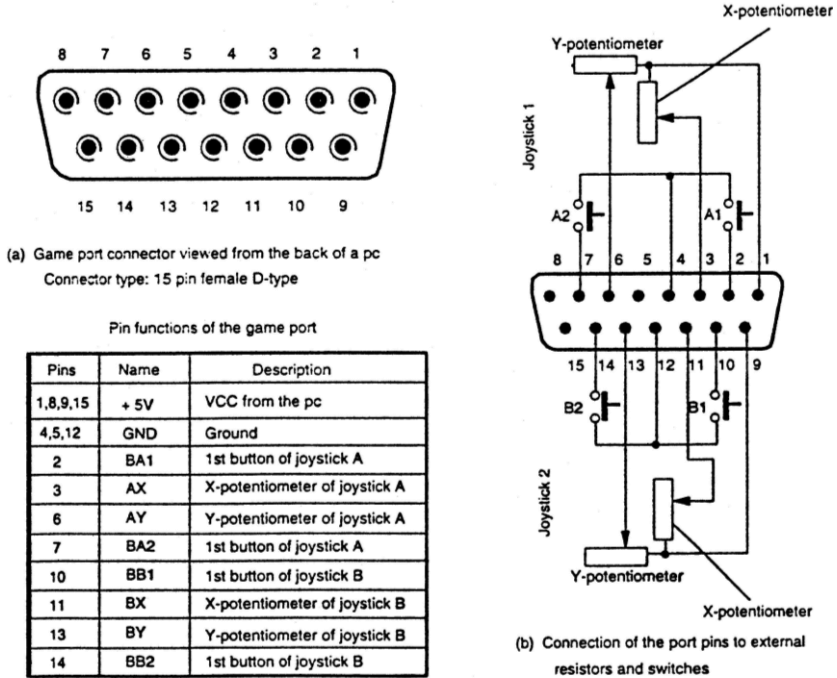 8 7 6 5 4 3 2 1
15 14 13 12 11 10 9
(a) Game port connector viewed from the back of a pc
Connector type: 15 pin female D-type
Pin functions of the game port
Pins Name Description
1,8,9,15 + 5V VCC from the pc
4,5,12 GND Ground
2 BA1 1st button of joystick A
3 AX X-potentiometer of joystick A
6 AY Y-potentiometer of joystick A
7 BA2 1st button of joystick A
10 BB1 1st button of joystick B
11 BX X-potentiometer of joystick B
13 BY Y-potentiometer of joystick B
14 BB2 1st button of joystick B
X-potentiometer
Y-potentiometer
Joystick 1
A2 A1
8 7 6 5 4 3 2 1
15 14 13 12 11 10 9
B2 B1
Joystick 2
Y-potentiometer
X-potentiometer
(b) Connection of the port pins to external
resistors and switches